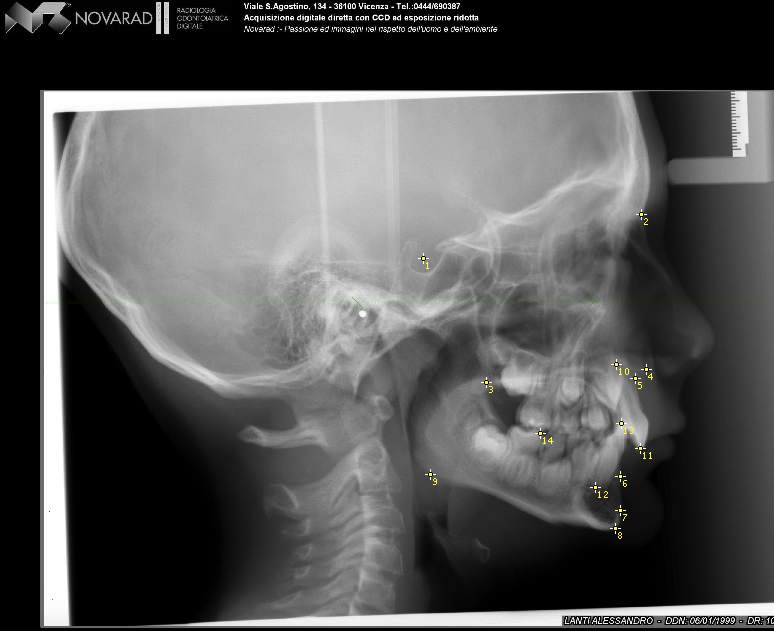 NOVARAD
RADIOLOGIA
ODONTOIATRICA
DIGITALE
Viale S.Agostino, 134 - 36100 Vicenza - Tel.:0444/690387
Acquisizione digitale diretta con CCD ed esposizione ridotta
Novarad :- Passione ed immagini nel rispetto dell'uomo e dell'ambiente
2
1
10
4
5
3
13
14
11
9
6
12
7
8
LANTI ALESSANDRO - DDN: 06/01/1999 - DR: 10